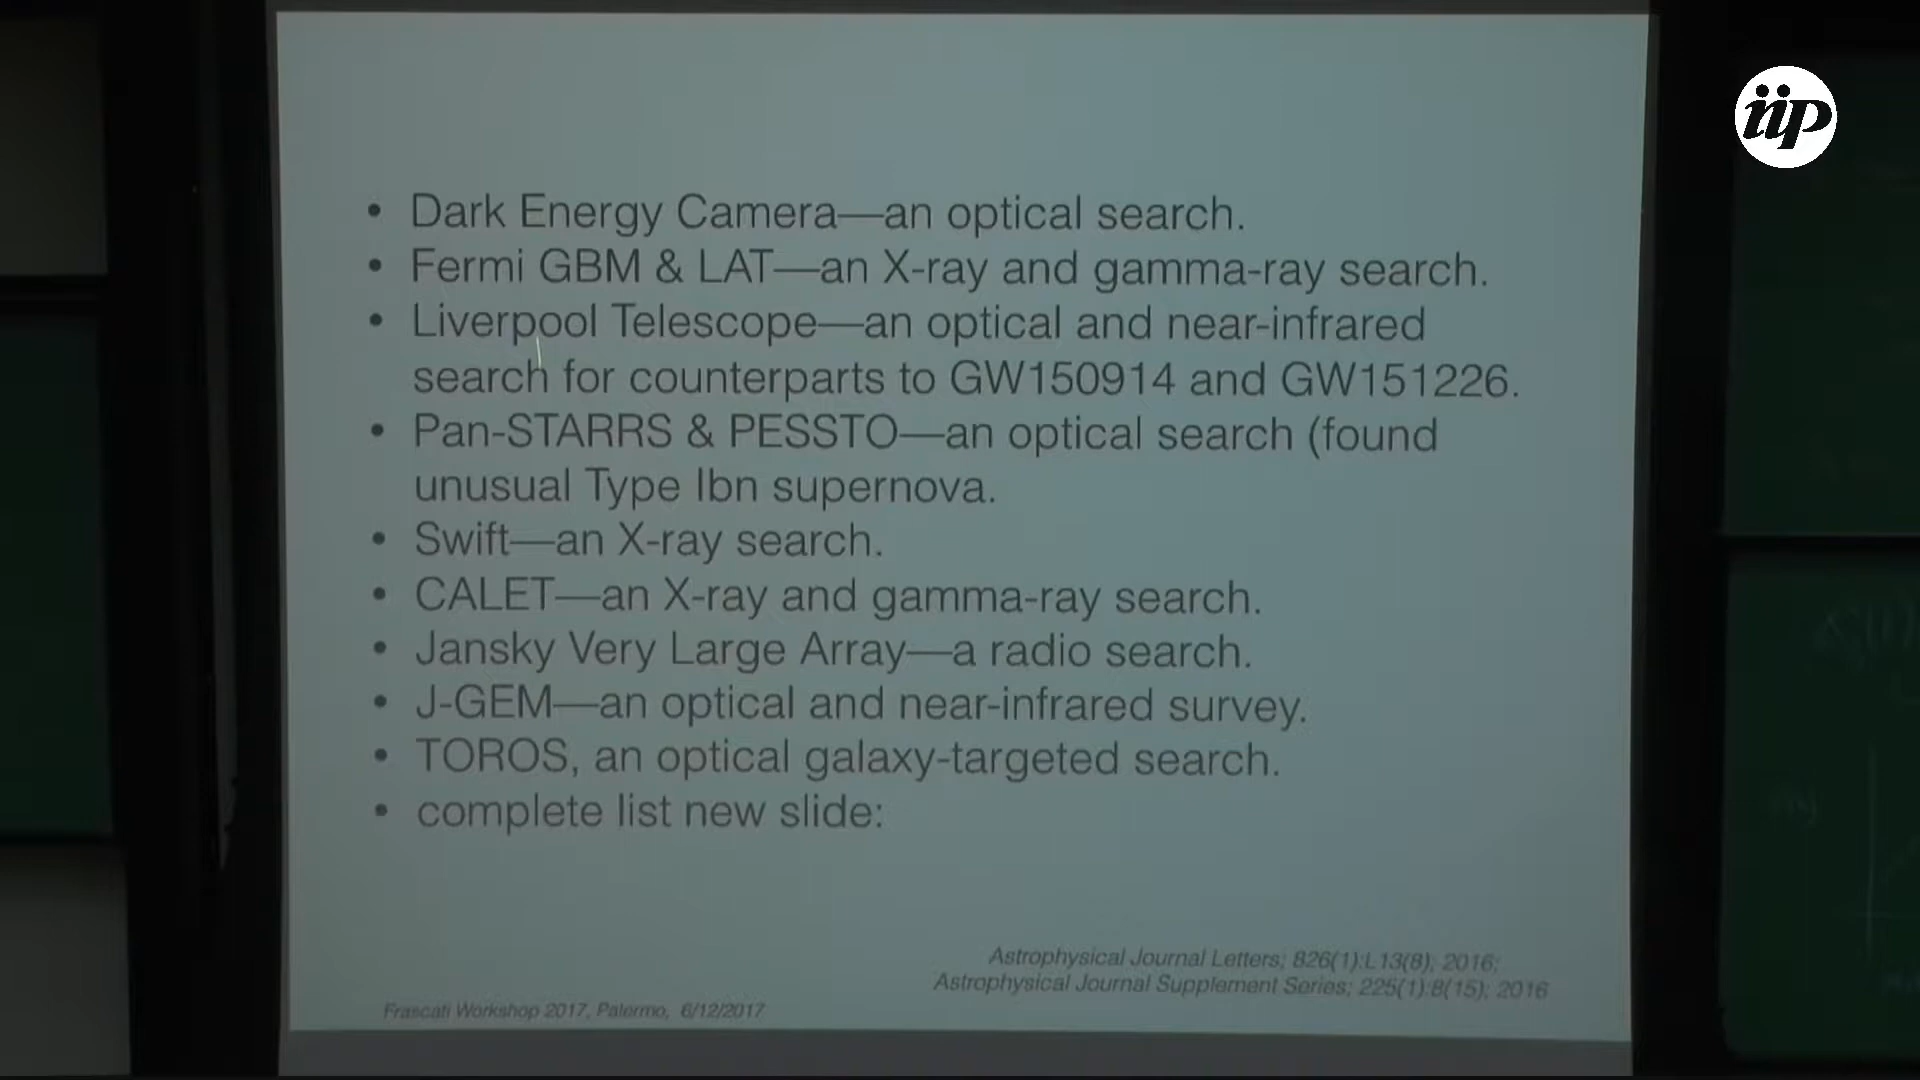 iip
• Dark Energy Camera—an optical search.
• Fermi GBM & LAT—an X-ray and gamma-ray search.
• Liverpool Telescope—an optical and near-infrared
search for counterparts to GW150914 and GW151226.
• Pan-STARRS & PESSTO—an optical search (found
unusual Type Ibn supernova.
• Swift—an X-ray search.
• CALET—an X-ray and gamma-ray search.
• Jansky Very Large Array—a radio search.
• J-GEM—an optical and near-infrared survey.
• TOROS, an optical galaxy-targeted search.
• complete list new slide:
Astrophysical Journal Letters; 826(1):L13(8); 2016;
Astrophysical Journal Supplement Series; 225(1):8(15); 2016
Frascati Workshop 2017, Palermo, 6/12/2017